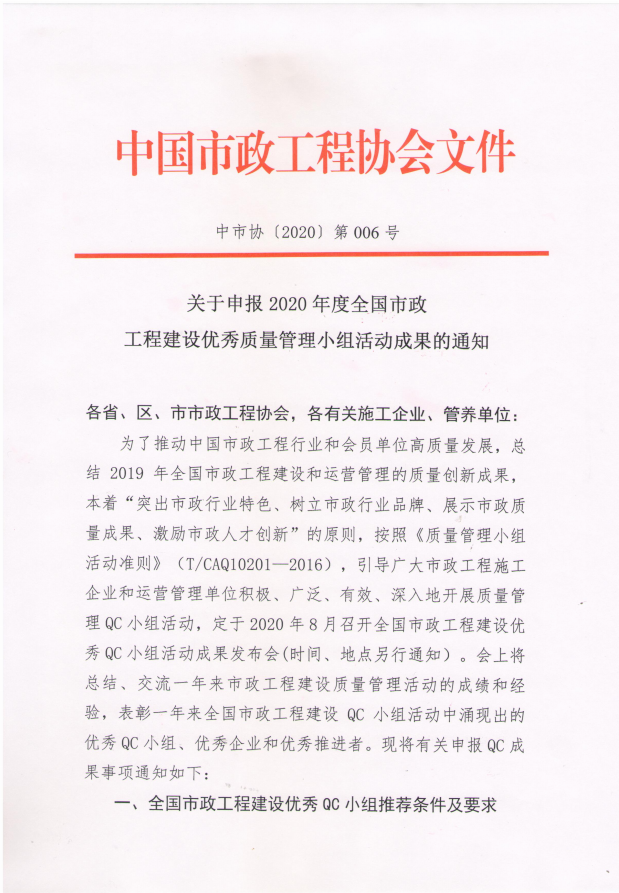 中国市政工程协会文件
中市协〔2020〕第 006 号
关于申报 2020 年度全国市政
工程建设优秀质量管理小组活动成果的通知
各省、区、市市政工程协会，各有关施工企业、管养单位：
为了推动中国市政工程行业和会员单位高质量发展，总
结 2019 年全国市政工程建设和运营管理的质量创新成果，
本着“突出市政行业特色、树立市政行业品牌、展示市政质
量成果、激励市政人才创新”的原则，按照《质量管理小组
活动准则》（T/CAQ10201—2016），引导广大市政工程施工
企业和运营管理单位积极、广泛、有效、深入地开展质量管
理 QC 小组活动，定于 2020 年 8 月召开全国市政工程建设优
秀 QC 小组活动成果发布会(时间、地点另行通知）。会上将
总结、交流一年来市政工程建设质量管理活动的成绩和经
验，表彰一年来全国市政工程建设 QC 小组活动中涌现出的
优秀 QC 小组、优秀企业和优秀推进者。现将有关申报 QC 成
果事项通知如下：
一、全国市政工程建设优秀 QC 小组推荐条件及要求